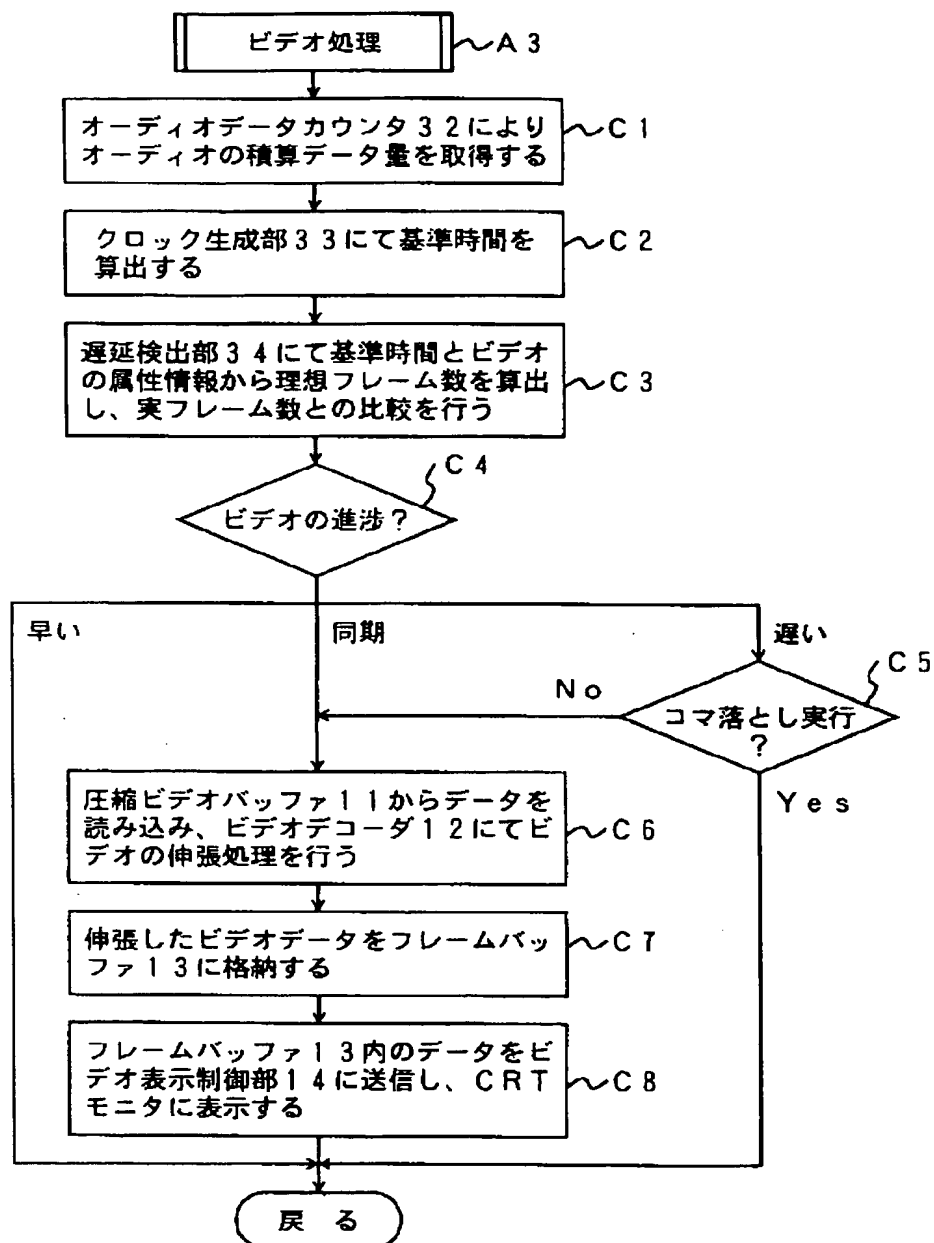 ビデオ処理
A3
オーディオデータカウンタ32により
オーディオの積算データ量を取得する
C1
クロック生成部33にて基準時間を
算出する
C2
遅延検出部34にて基準時間とビデオ
の属性情報から理想フレーム数を算出
し、実フレーム数との比較を行う
C3
C4
ビデオの進捗?
早い
同期
遅い
C5
No
コマ落とし実行
?
Yes
圧縮ビデオバッファ11からデータを
読み込み、ビデオデコーダ12にてビ
デオの伸張処理を行う
C6
伸張したビデオデータをフレームバッ
ファ13に格納する
C7
フレームバッファ13内のデータをビ
デオ表示制御部14に送信し、CRT
モニタに表示する
C8
戻る